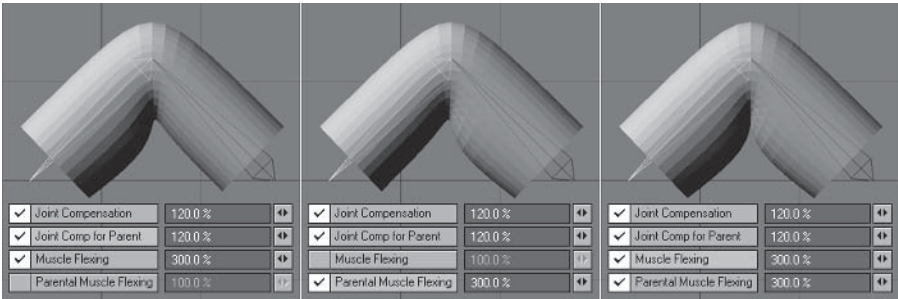 Joint Compensation 120.0 %
Joint Comp for Parent 120.0 %
Muscle Flexing 300.0 %
Parental Muscle Flexing 100.0 %
Joint Compensation 120.0 %
Joint Comp for Parent 120.0 %
Muscle Flexing 100.0 %
Parental Muscle Flexing 300.0 %
Joint Compensation 120.0 %
Joint Comp for Parent 120.0 %
Muscle Flexing 300.0 %
Parental Muscle Flexing 300.0 %